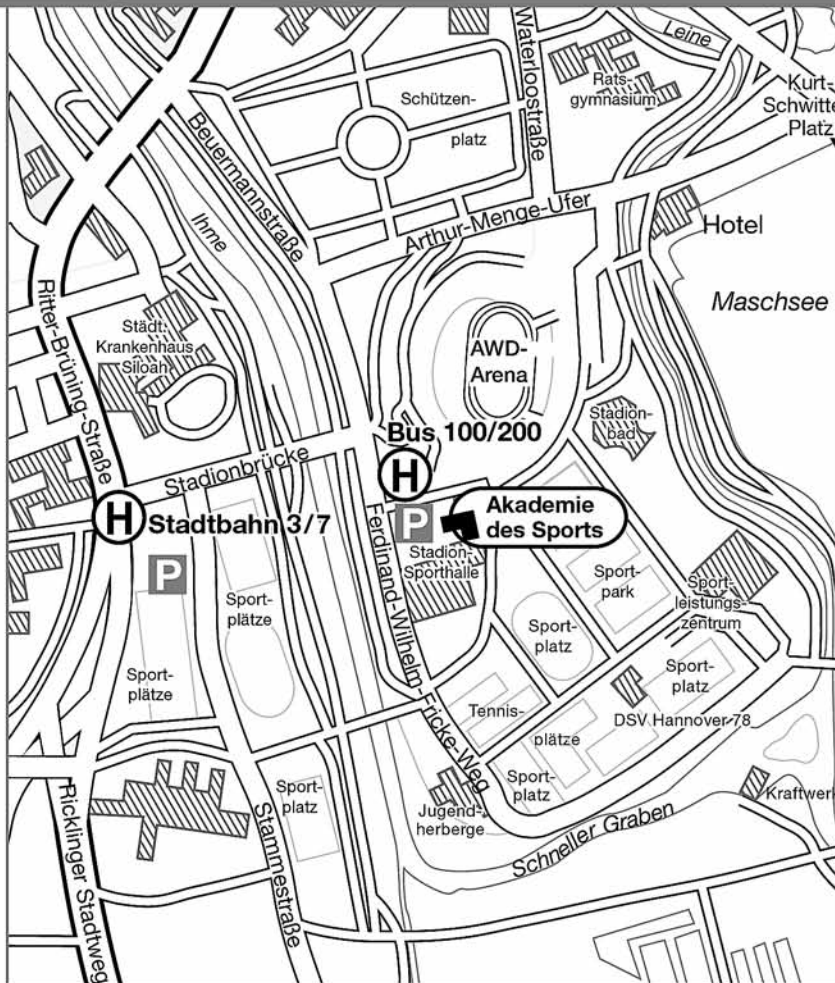 Leine
Waterloostraße
Rats-
gymnasium
Kurt-
Schwitte
Platz
Schützen-
platz
Beuermannstraße
Arthur-Menge-Ufer
Hotel
Ihme
Maschsee
Ritter-Brüning-Straße
Städt.
Krankenhaus
Siloah
AWD-
Arena
Stadion-
bad
Bus 100/200
H
Stadionbrücke
H
Stadtbahn 3/7
P
Akademie
des Sports
P
Ferdinand-Wilhelm-Fricke-Weg
Stadion-
Sporthalle
Sport-
park
Sport-
leistungs-
zentrum
Sport-
plätze
Sport-
platz
Sport-
plätze
Sport-
platz
Tennis-
plätze
DSV Hannover 78
Sport-
platz
Sport-
platz
Jugend-
herberge
Kraftwerk
Schneller Graben
Ricklinger Stadtweg
Stammestraße